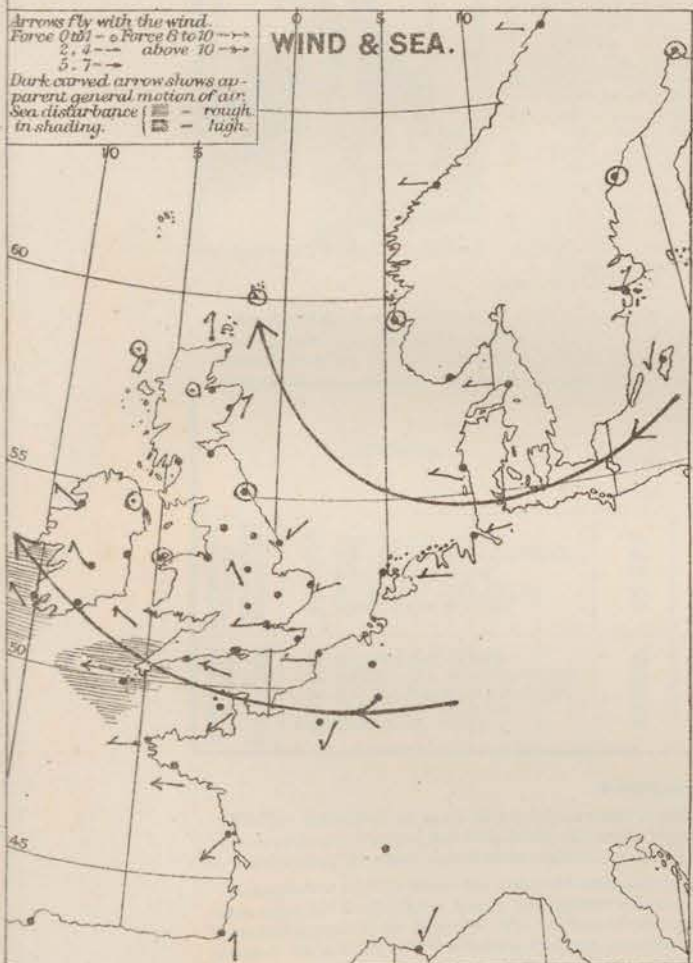 Arrows fly with the wind.
Force 0 to 1 - o Force 8 to 10
2, 4 -
above 10 -
5, 7 -
Dark curved arrow shows ap-
parent general motion of air.
Sea disturbance { - rough.
in shading. { - high.
WIND & SEA.
0
5
10
10
5
60
55
50
45